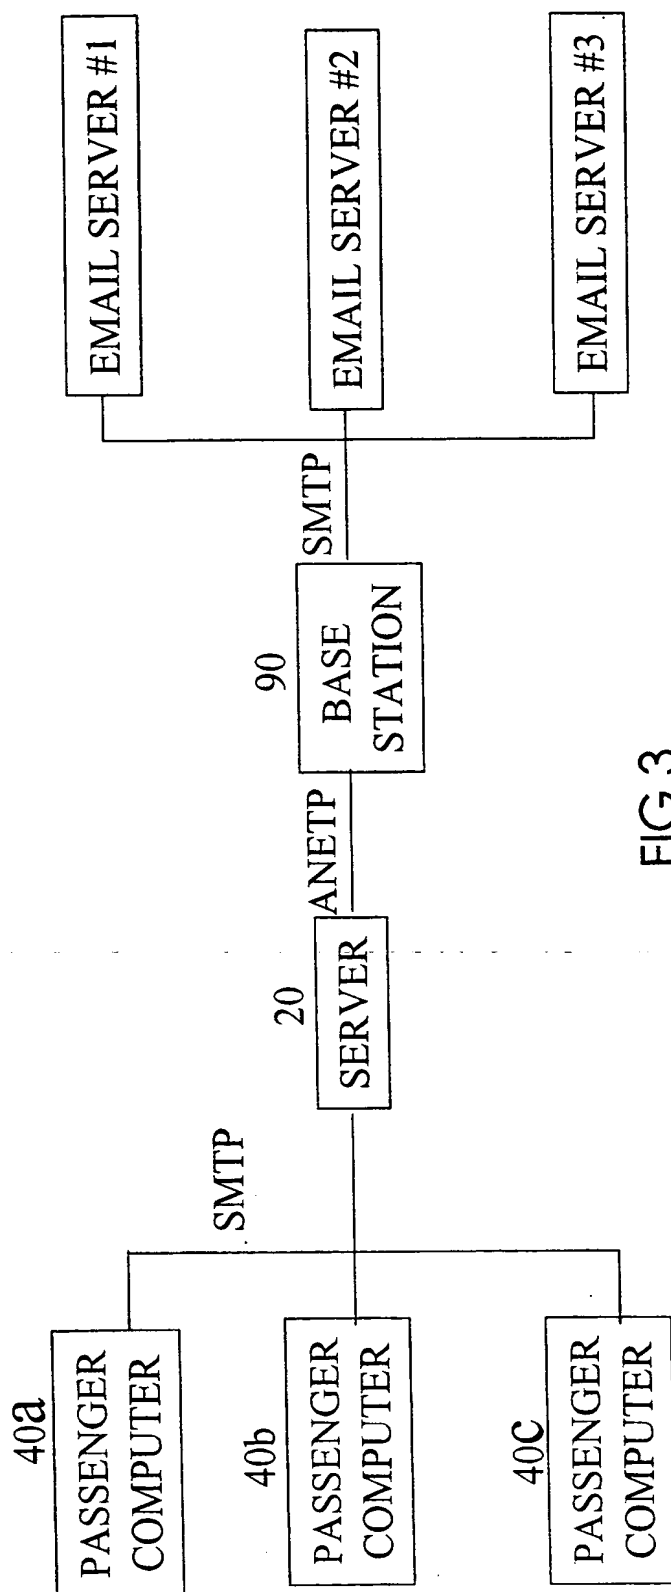 40a
PASSENGER
COMPUTER
40b
PASSENGER
COMPUTER
40c
PASSENGER
COMPUTER
SMTP
20
SERVER
ANETP
90
BASE
STATION
SMTP
EMAIL SERVER #1
EMAIL SERVER #2
EMAIL SERVER #3
FIG 3